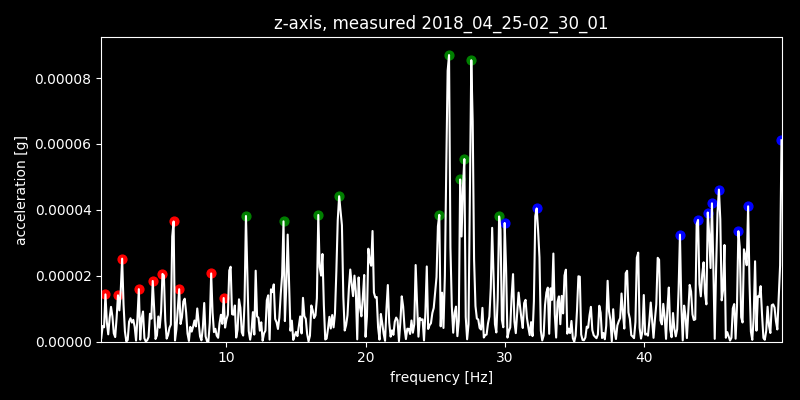 z-axis, measured 2018_04_25-02_30_01
acceleration [g]
0.00008
0.00006
0.00004
0.00002
0.00000
10 20 30 40
frequency [Hz]